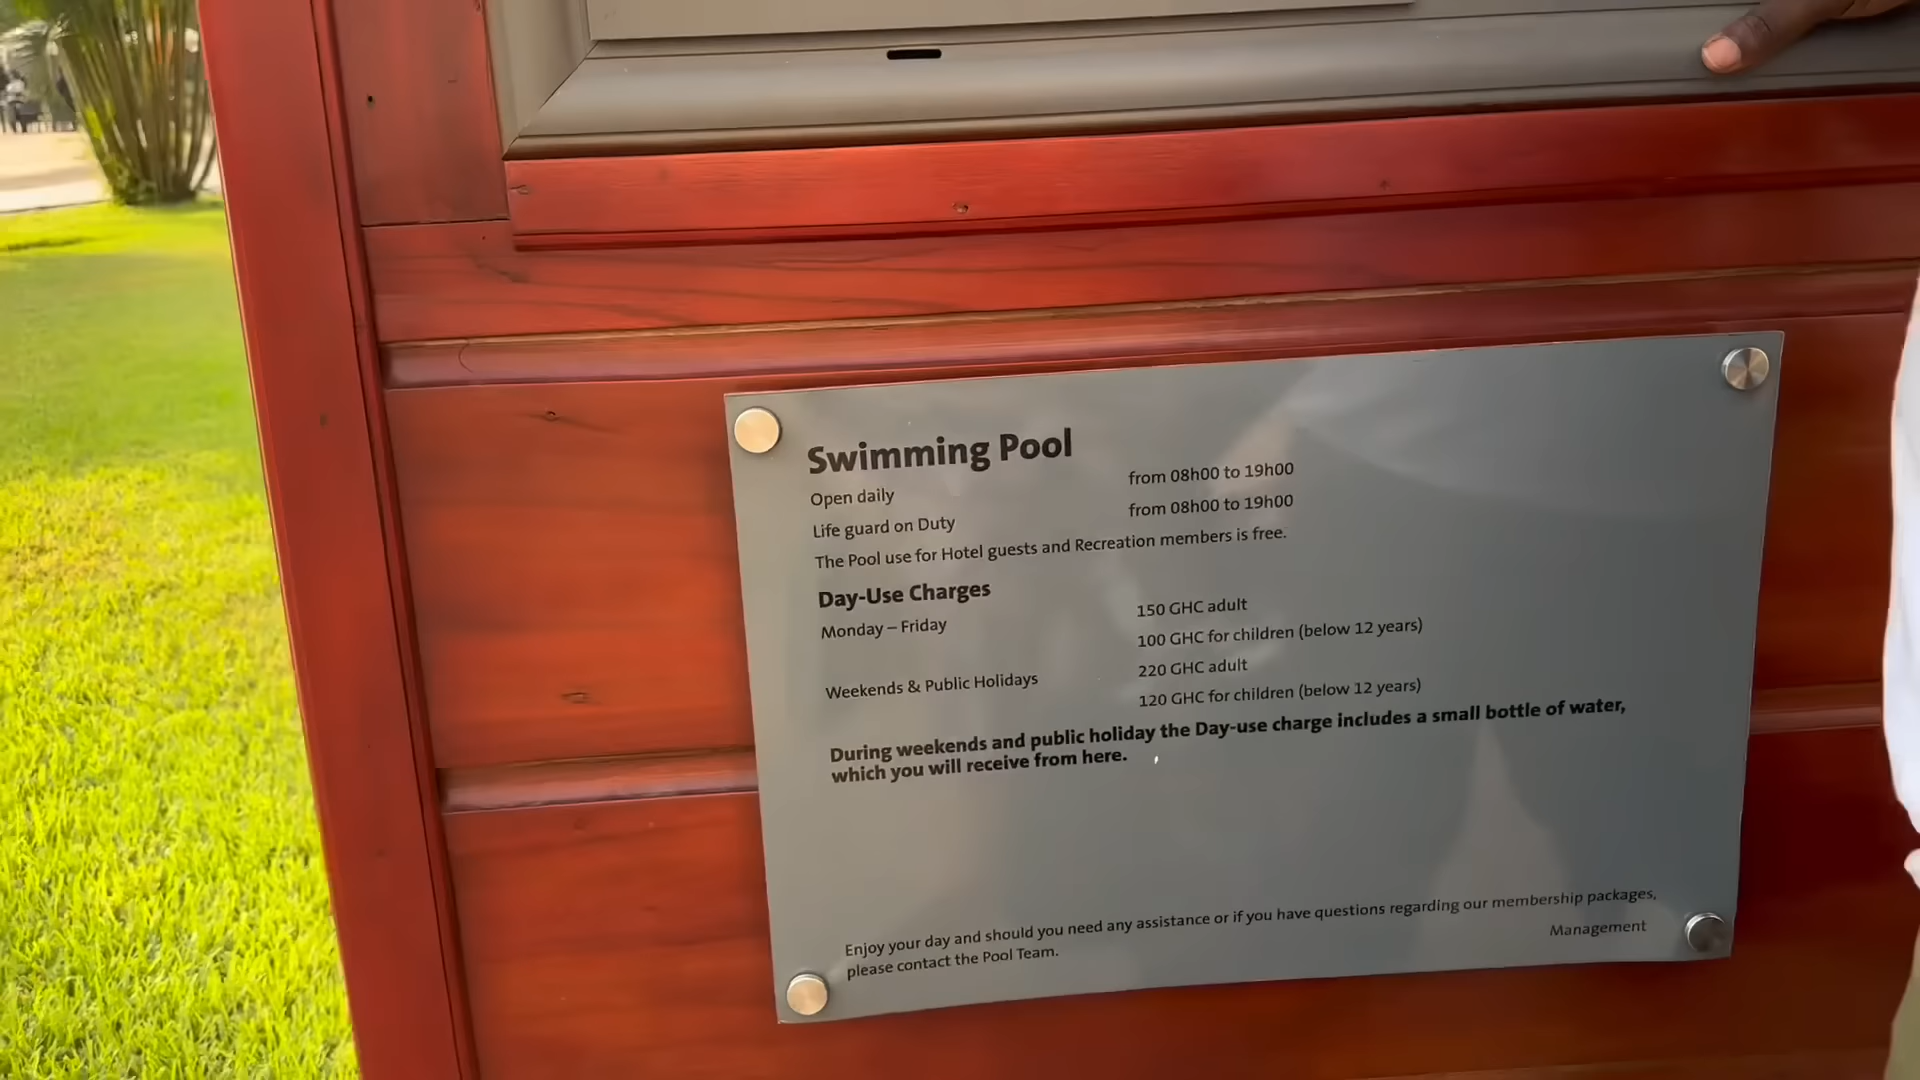 Swimming Pool
Open daily from 08h00 to 19h00
Life guard on Duty from 08h00 to 19h00
The Pool use for Hotel guests and Recreation members is free.
Day-Use Charges
Monday – Friday 150 GHC adult
100 GHC for children (below 12 years)
Weekends & Public Holidays 220 GHC adult
120 GHC for children (below 12 years)
During weekends and public holiday the Day-use charge includes a small bottle of water,
which you will receive from here.
Enjoy your day and should you need any assistance or if you have questions regarding our membership packages,
please contact the Pool Team.
Management